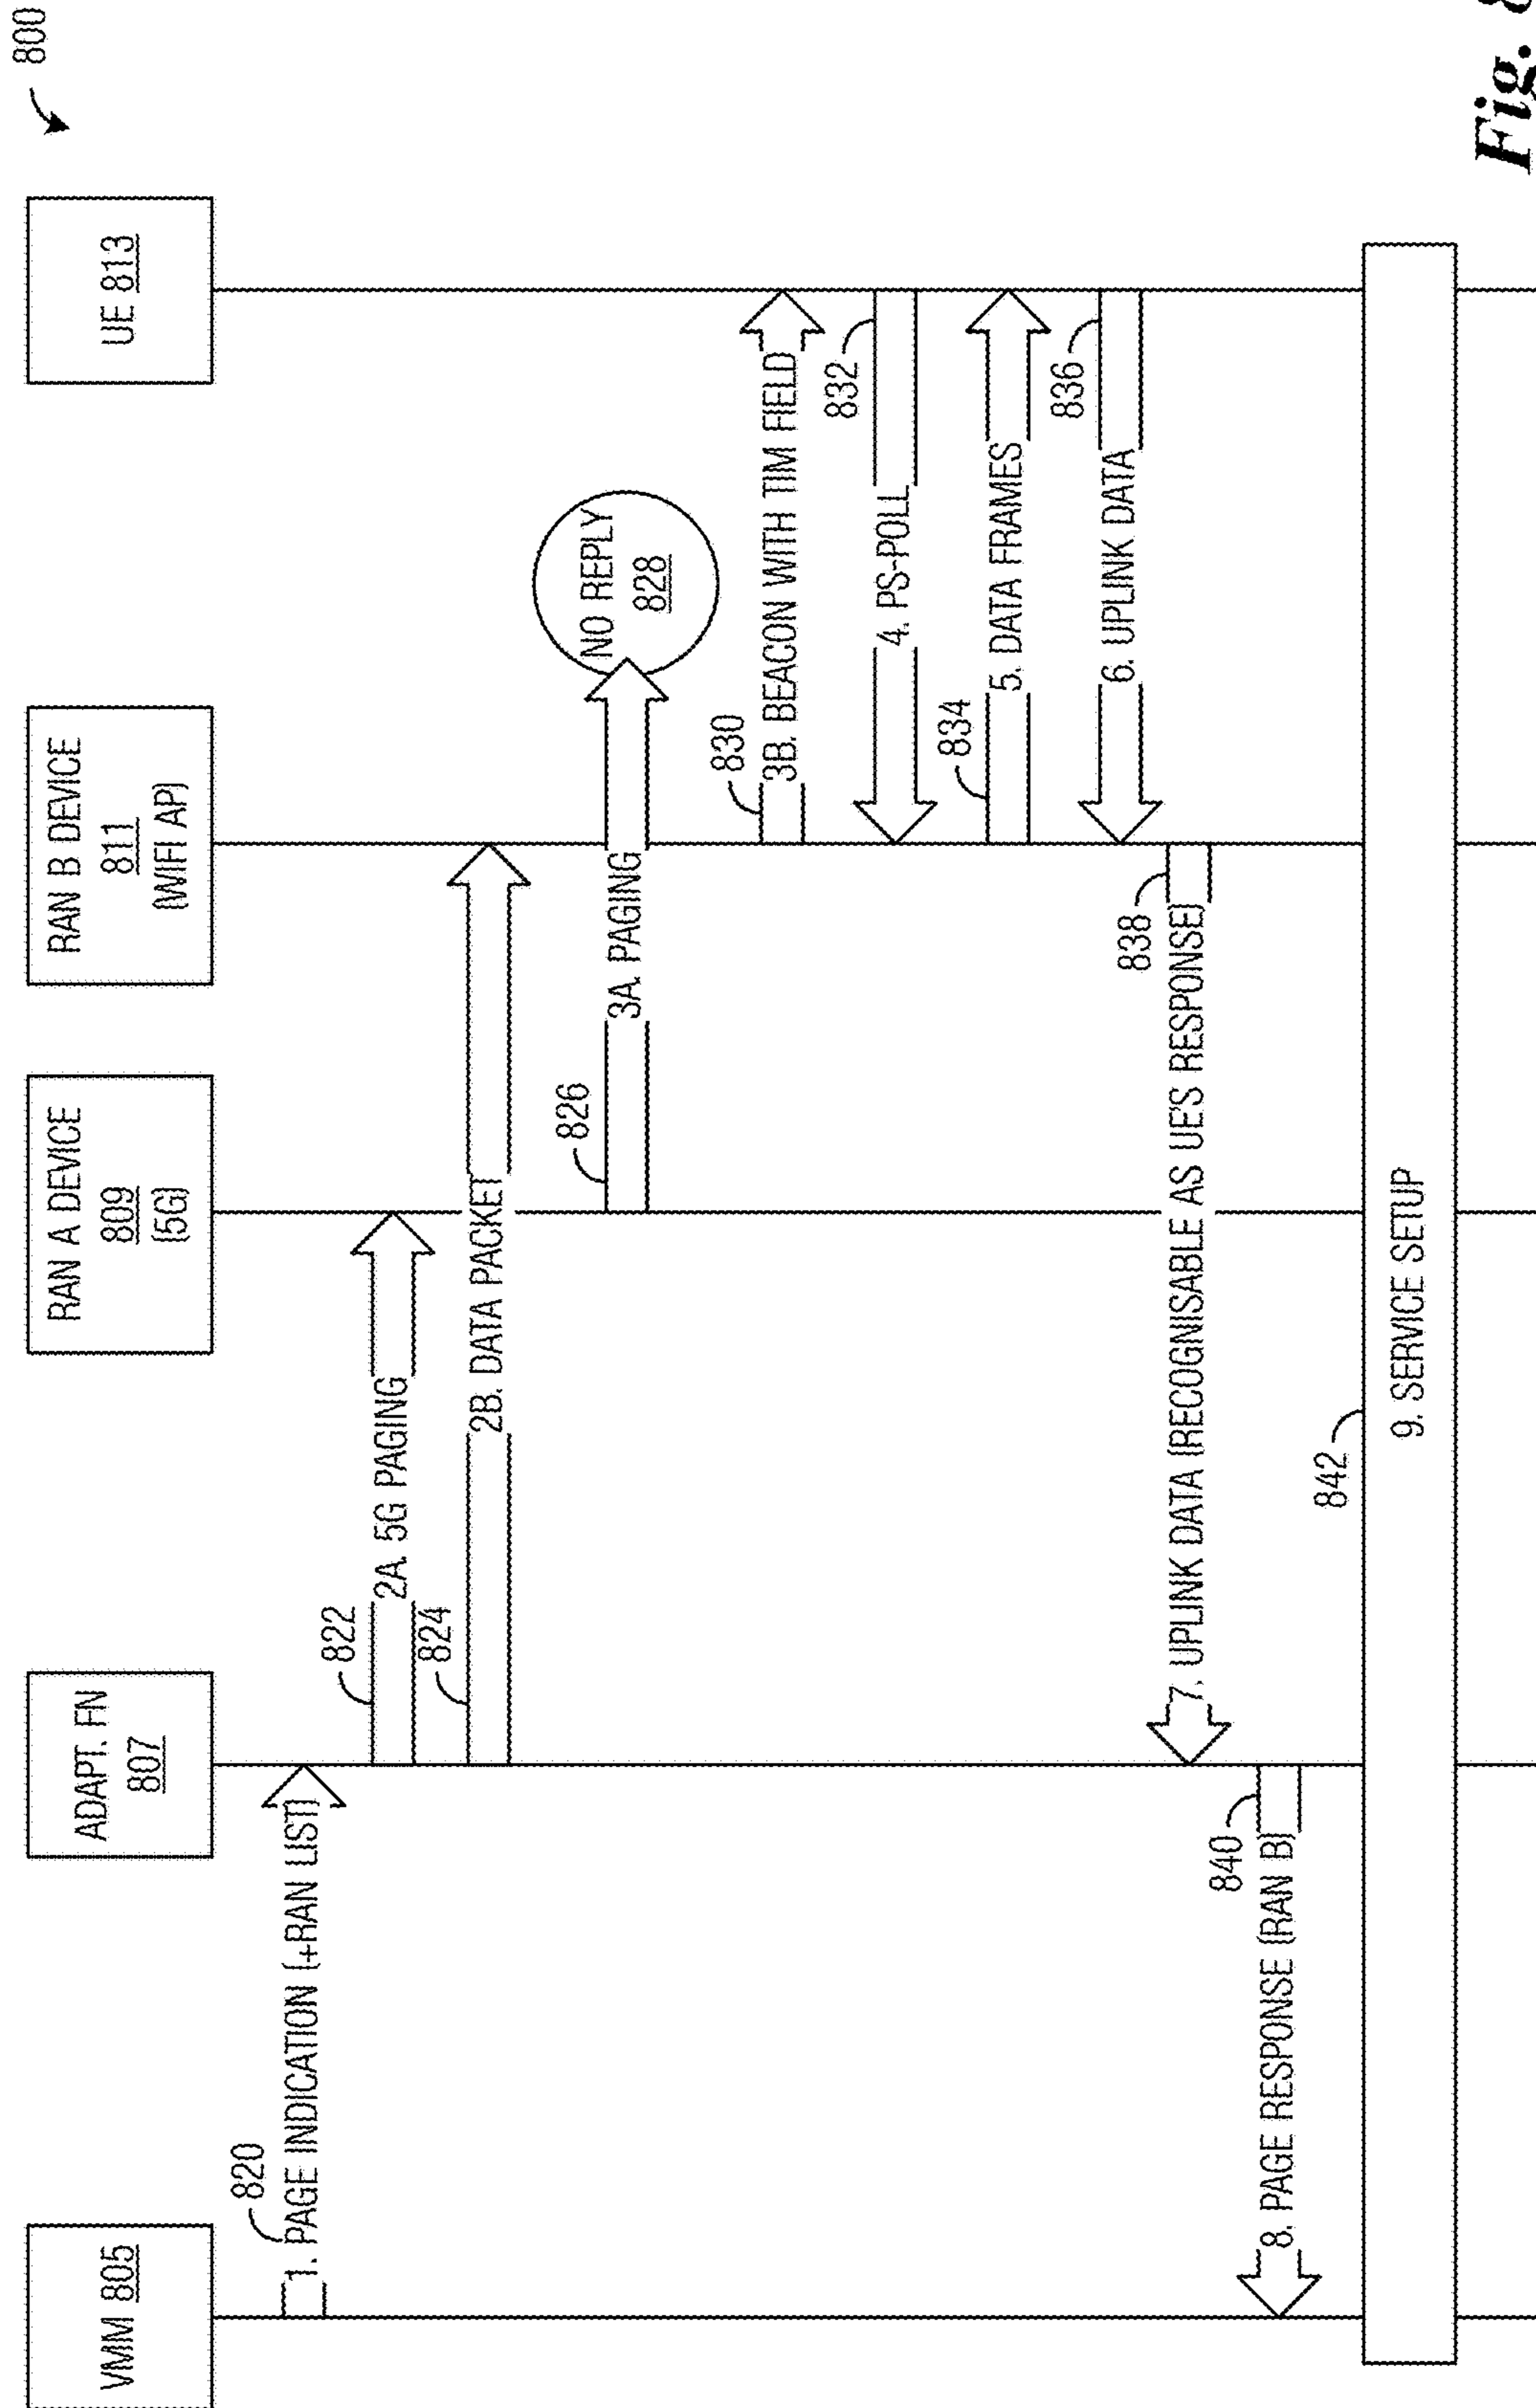 800
VMM 805
ADAPT. FN
807
RAN A DEVICE
809
(5G)
RAN B DEVICE
811
(WIFI AP)
UE 813
820
1. PAGE INDICATION (+RAN LIST)
822
2A. 5G PAGING
824
2B. DATA PACKET
826
3A. PAGING
NO REPLY
828
830
3B. BEACON WITH TIM FIELD
832
4. PS-POLL
834
5. DATA FRAMES
836
6. UPLINK DATA
838
7. UPLINK DATA (RECOGNISABLE AS UE'S RESPONSE)
840
8. PAGE RESPONSE (RAN B)
842
9. SERVICE SETUP
Fig. 8